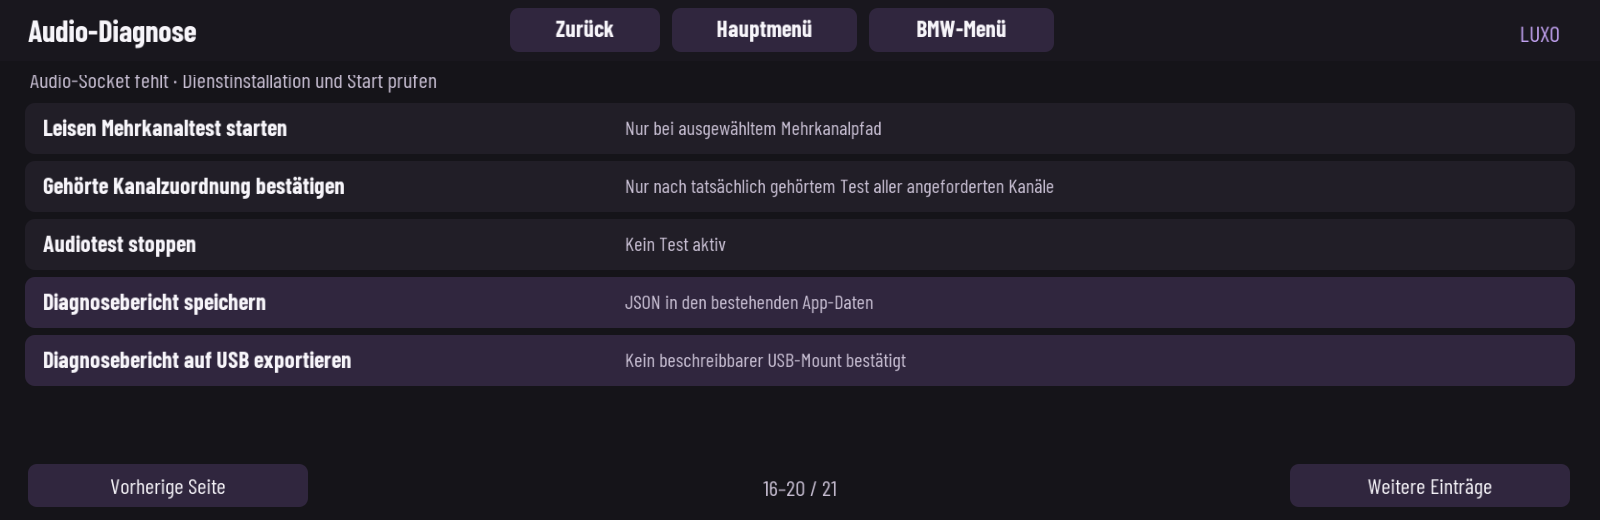 Audio-Diagnose
Zurück
Hauptmenü
BMW-Menü
LUXO
Audio-Socket fehlt · Dienstinstallation und Start prüfen
Leisen Mehrkanaltest starten
Nur bei ausgewähltem Mehrkanalpfad
Gehörte Kanalzuordnung bestätigen
Nur nach tatsächlich gehörtem Test aller angeforderten Kanäle
Audiotest stoppen
Kein Test aktiv
Diagnosebericht speichern
JSON in den bestehenden App-Daten
Diagnosebericht auf USB exportieren
Kein beschreibbarer USB-Mount bestätigt
Vorherige Seite
16-20 / 21
Weitere Einträge